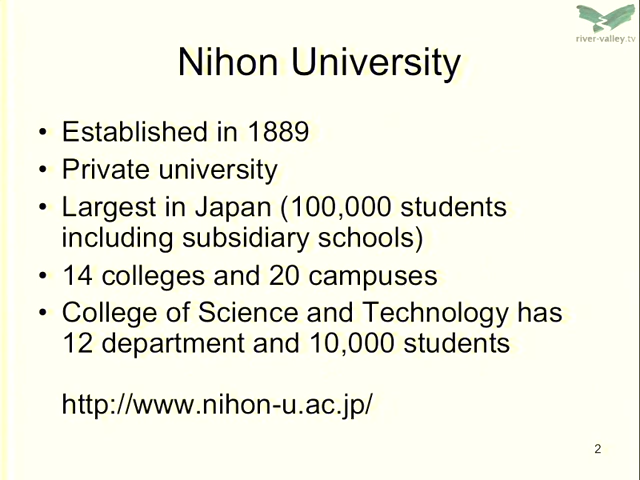 river-valley.tv
Nihon University
• Established in 1889
• Private university
• Largest in Japan (100,000 students
including subsidiary schools)
• 14 colleges and 20 campuses
• College of Science and Technology has
12 department and 10,000 students
http://www.nihon-u.ac.jp/
2